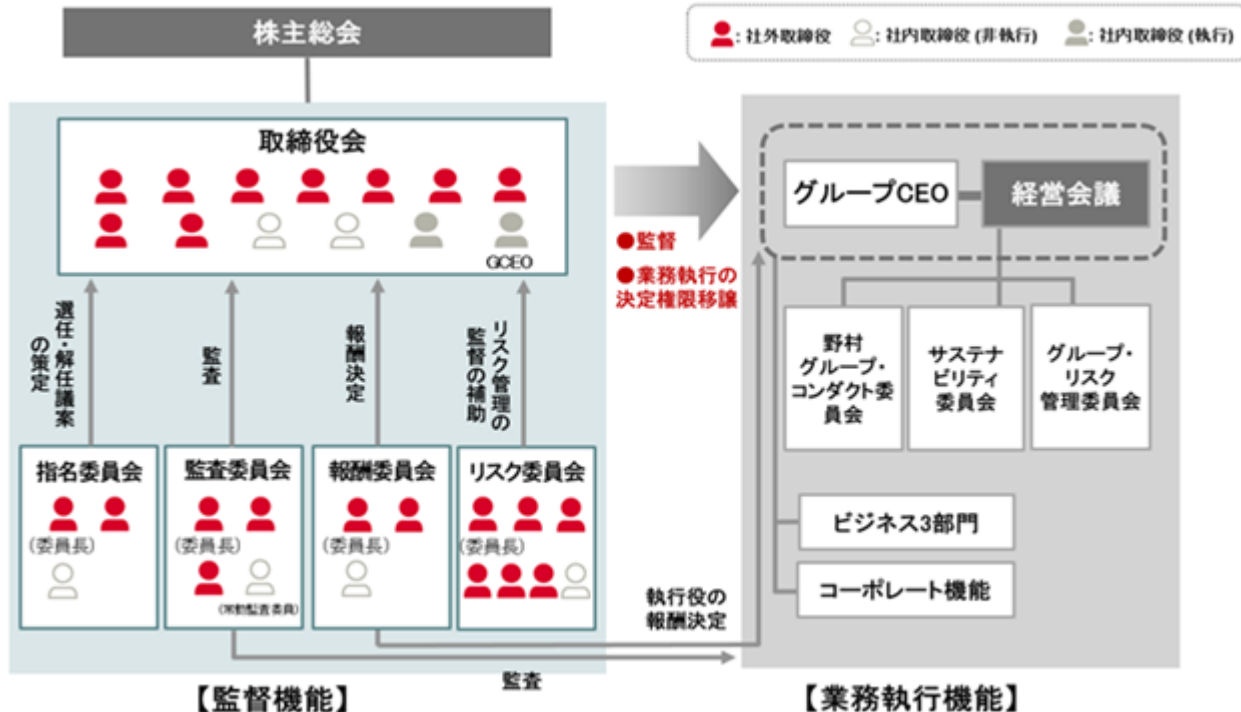 株主総会
: 社外取締役
: 社内取締役 (非執行)
: 社内取締役 (執行)
取締役会
GCEO
●監督
●業務執行の
決定権限移譲
グループCEO
経営会議
選任・解任議案
の策定
監査
報酬決定
リスク管理の
監督の補助
野村
グループ・
コンダクト委
員会
サステナ
ビリティ
委員会
グループ・
リスク
管理委員会
指名委員会
(委員長)
監査委員会
(委員長)
(常勤監査委員)
報酬委員会
(委員長)
リスク委員会
(委員長)
ビジネス3部門
コーポレート機能
執行役の
報酬決定
監査
【監督機能】
【業務執行機能】